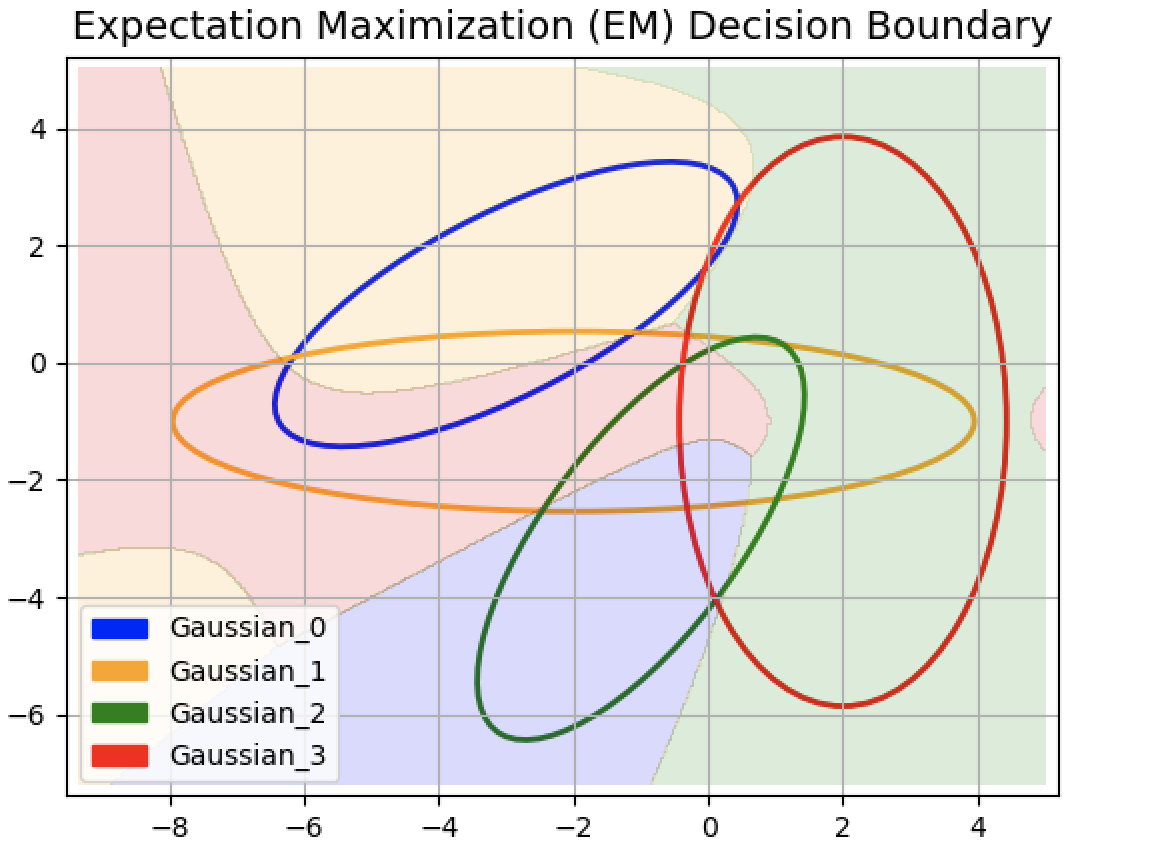 Expectation Maximization (EM) Decision Boundary
4
2
0
−2
−4
−6
Gaussian_0
Gaussian_1
Gaussian_2
Gaussian_3
−8 −6 −4 −2 0 2 4